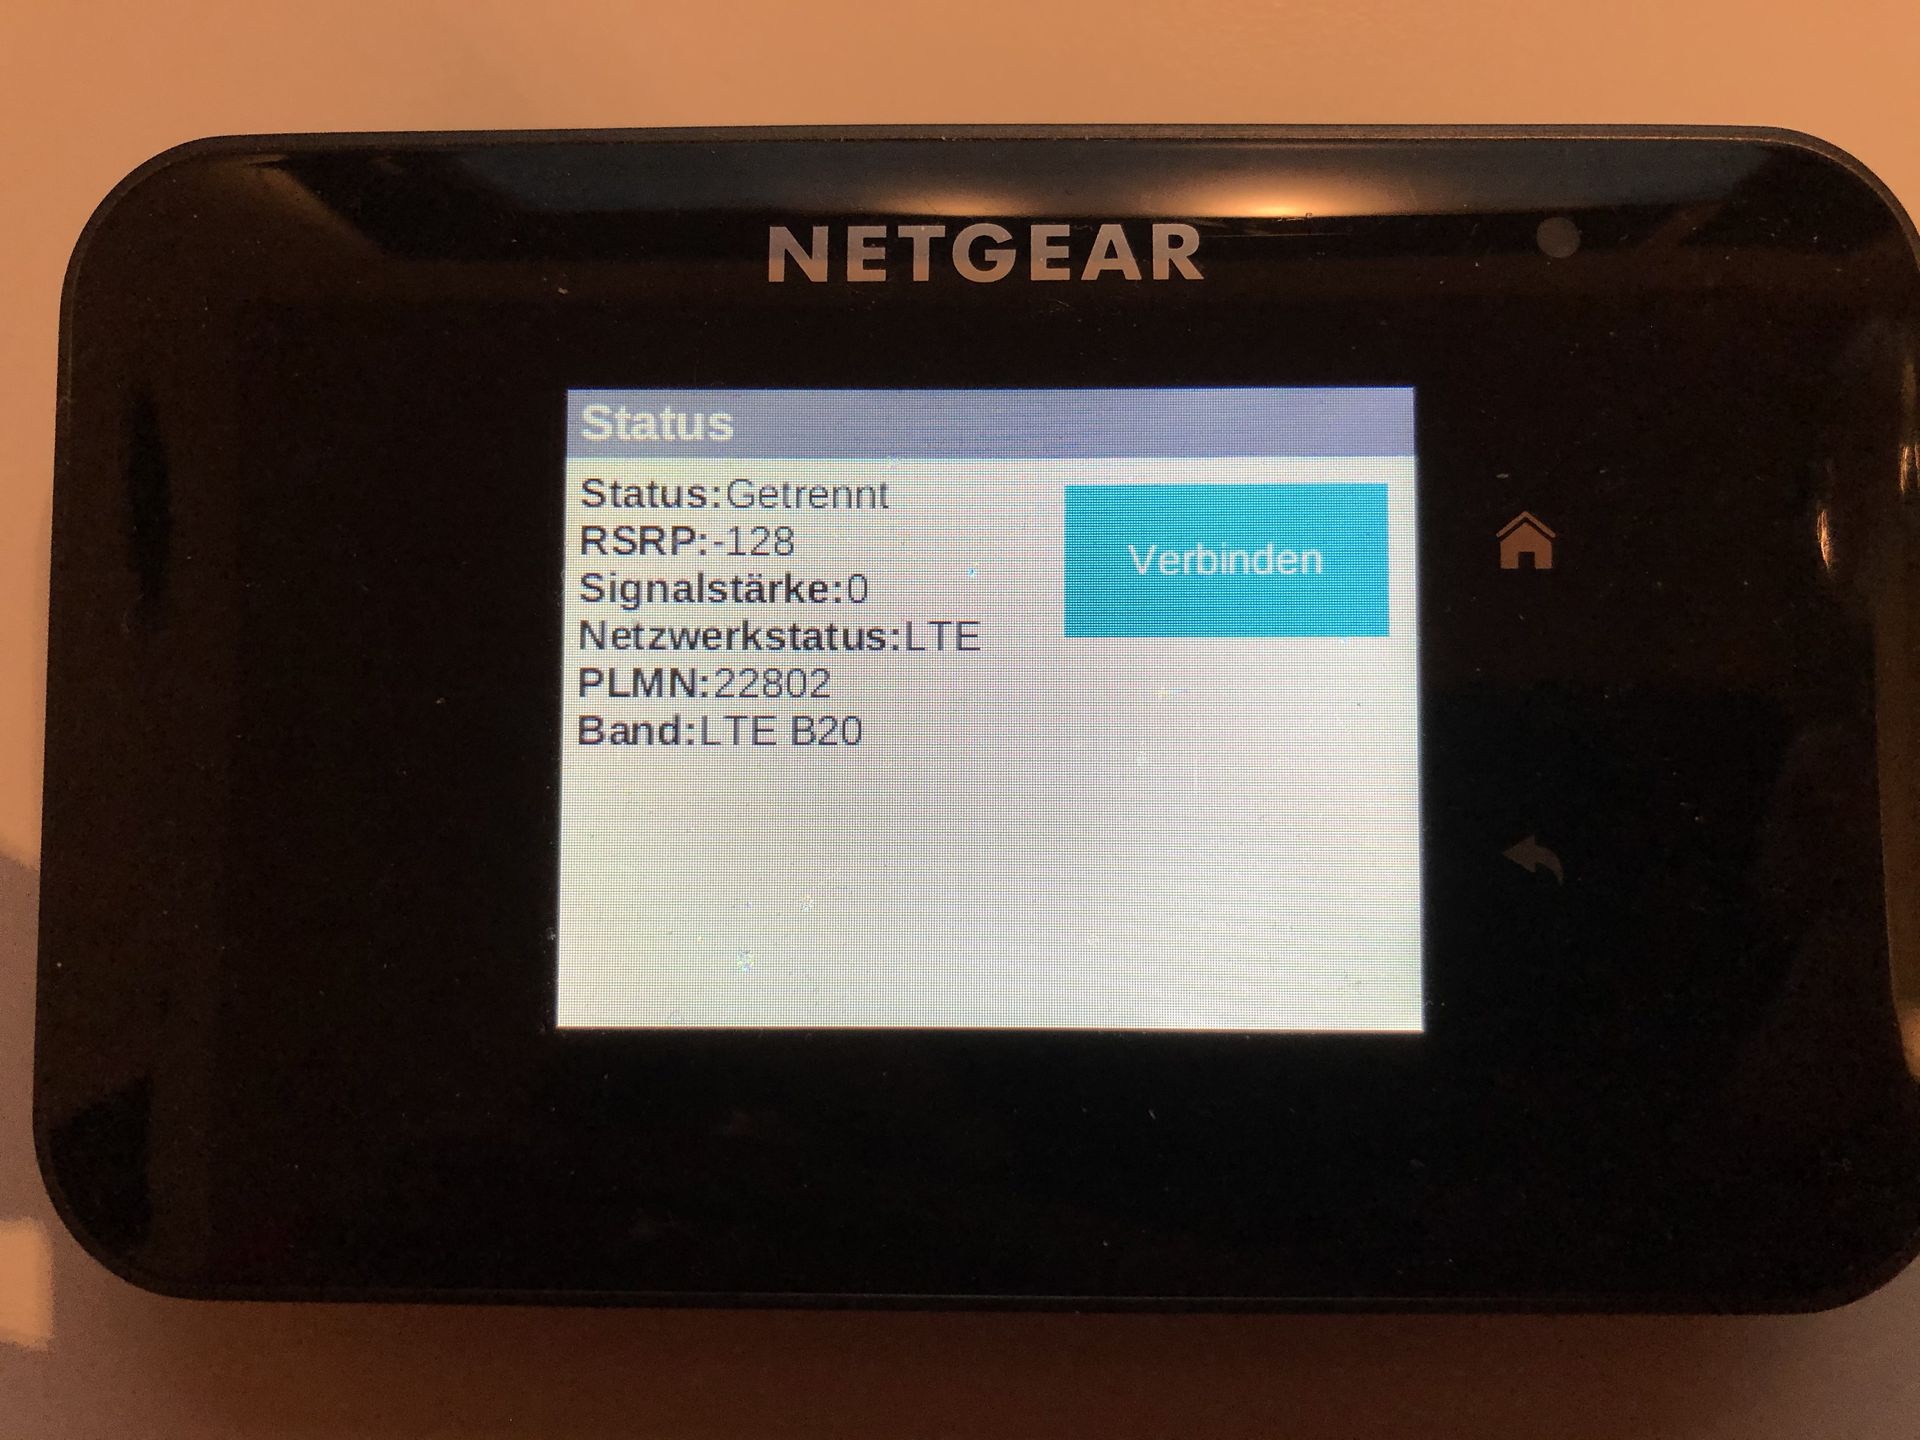 NETGEAR
Status
Status:Getrennt
RSRP:-128
Signalstärke:0
Netzwerkstatus:LTE
PLMN:22802
Band:LTE B20
Verbinden